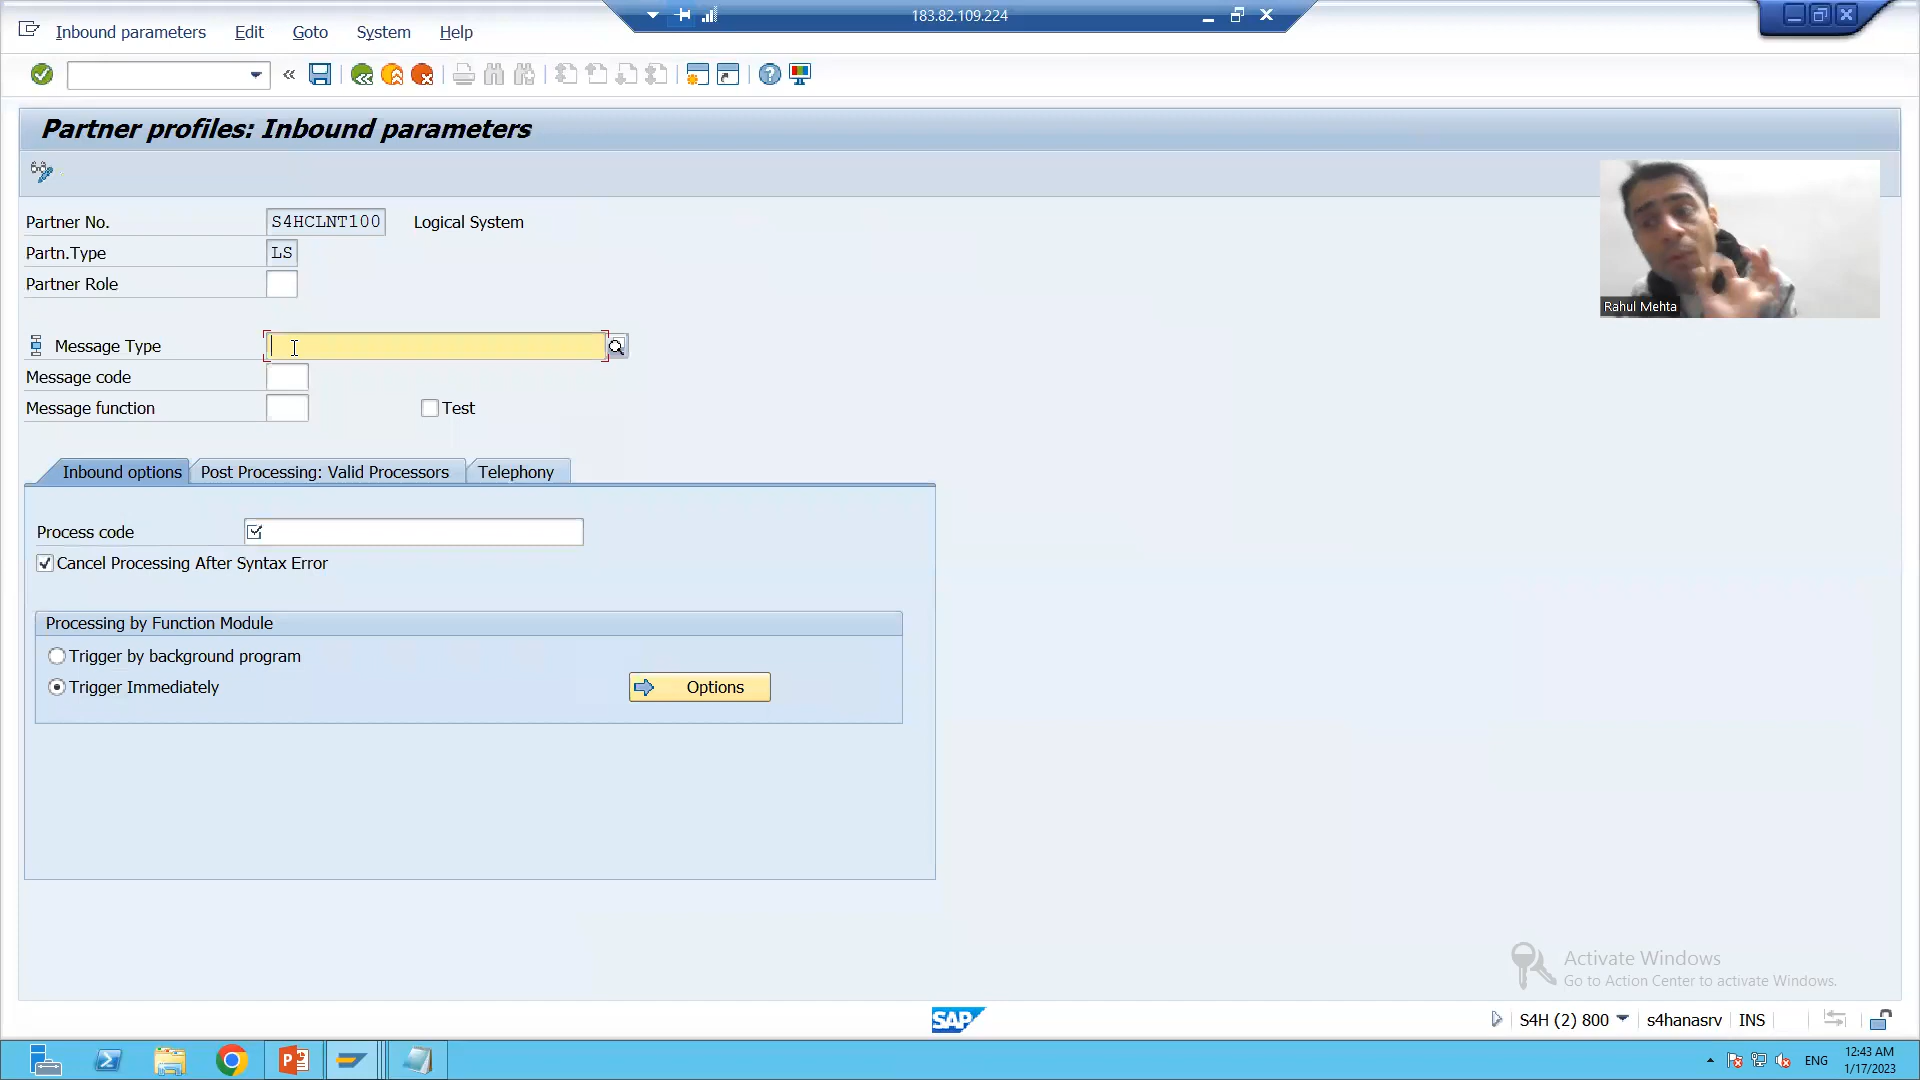 183.82.109.224
Inbound parameters Edit Goto System Help
Partner profiles: Inbound parameters
Partner No. S4HCLNT100 Logical System
Partn.Type LS
Partner Role
Rahul Mehta
Message Type
Message code
Message function Test
Inbound options Post Processing: Valid Processors Telephony
Process code
Cancel Processing After Syntax Error
Processing by Function Module
Trigger by background program
Trigger Immediately Options
Activate Windows
Go to Action Center to activate Windows.
SAP S4H (2) 800 s4hanasrv INS
ENG 12:43 AM
1/17/2023